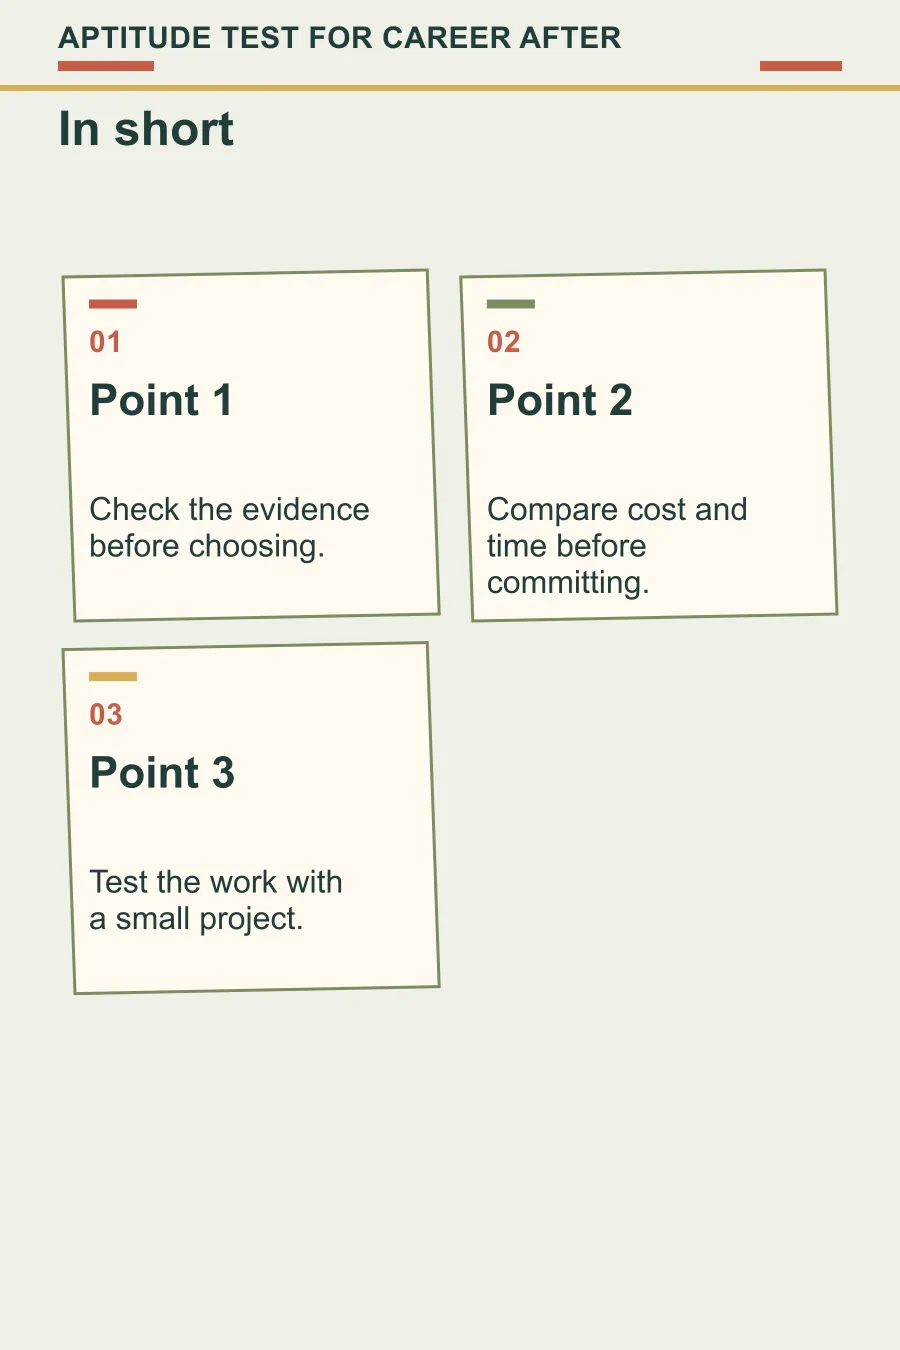 APTITUDE TEST FOR CAREER AFTER
In short
01
Point 1
Check the evidence
before choosing.
02
Point 2
Compare cost and
time before
committing.
03
Point 3
Test the work with
a small project.